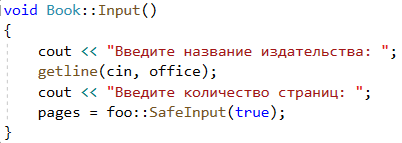 void Book::Input()
{
cout << "Введите название издательства: ";
getline(cin, office);
cout << "Введите количество страниц: ";
pages = foo::SafeInput(true);
}